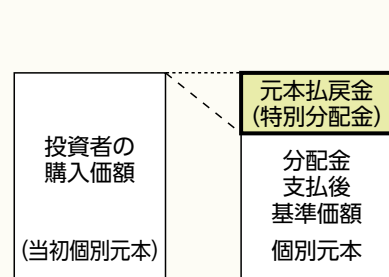 投資者の
購入価額
(当初個別元本)
元本払戻金
(特別分配金)
分配金
支払後
基準価額
個別元本